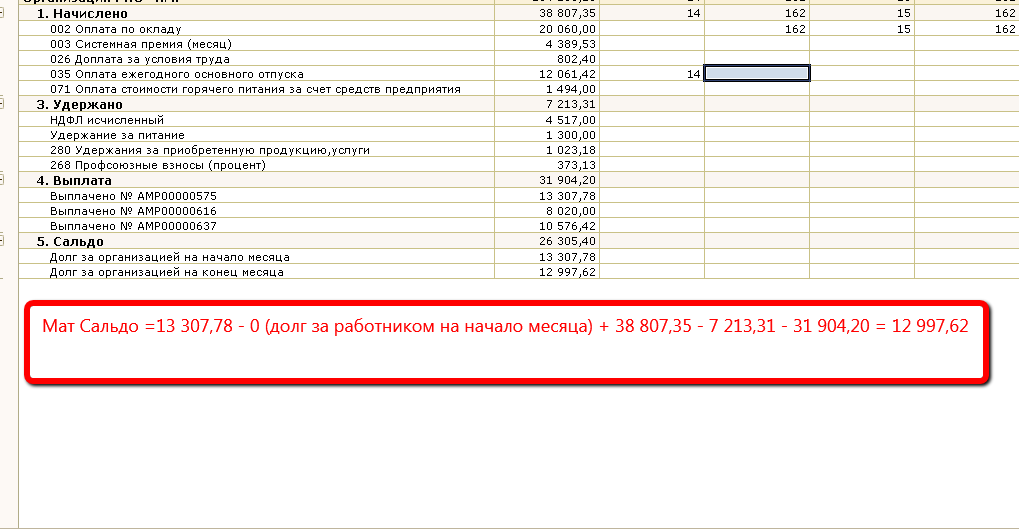 1. Начислено 38 807,35 14 162 15 162
002 Оплата по окладу 20 060,00 162 15 162
003 Системная премия (месяц) 4 389,53
026 Доплата за условия труда 802,40
035 Оплата ежегодного основного отпуска 12 061,42 14
071 Оплата стоимости горячего питания за счет средств предприятия 1 494,00
3. Удержано 7 213,31
НДФЛ исчисленный 4 517,00
Удержание за питание 1 300,00
280 Удержания за приобретенную продукцию,услуги 1 023,18
268 Профсоюзные взносы (процент) 373,13
4. Выплата 31 904,20
Выплачено № АМР00000575 13 307,78
Выплачено № АМР00000616 8 020,00
Выплачено № АМР00000637 10 576,42
5. Сальдо 26 305,40
Долг за организацией на начало месяца 13 307,78
Долг за организацией на конец месяца 12 997,62
Мат Сальдо =13 307,78 - 0 (долг за работником на начало месяца) + 38 807,35 - 7 213,31 - 31 904,20 = 12 997,62